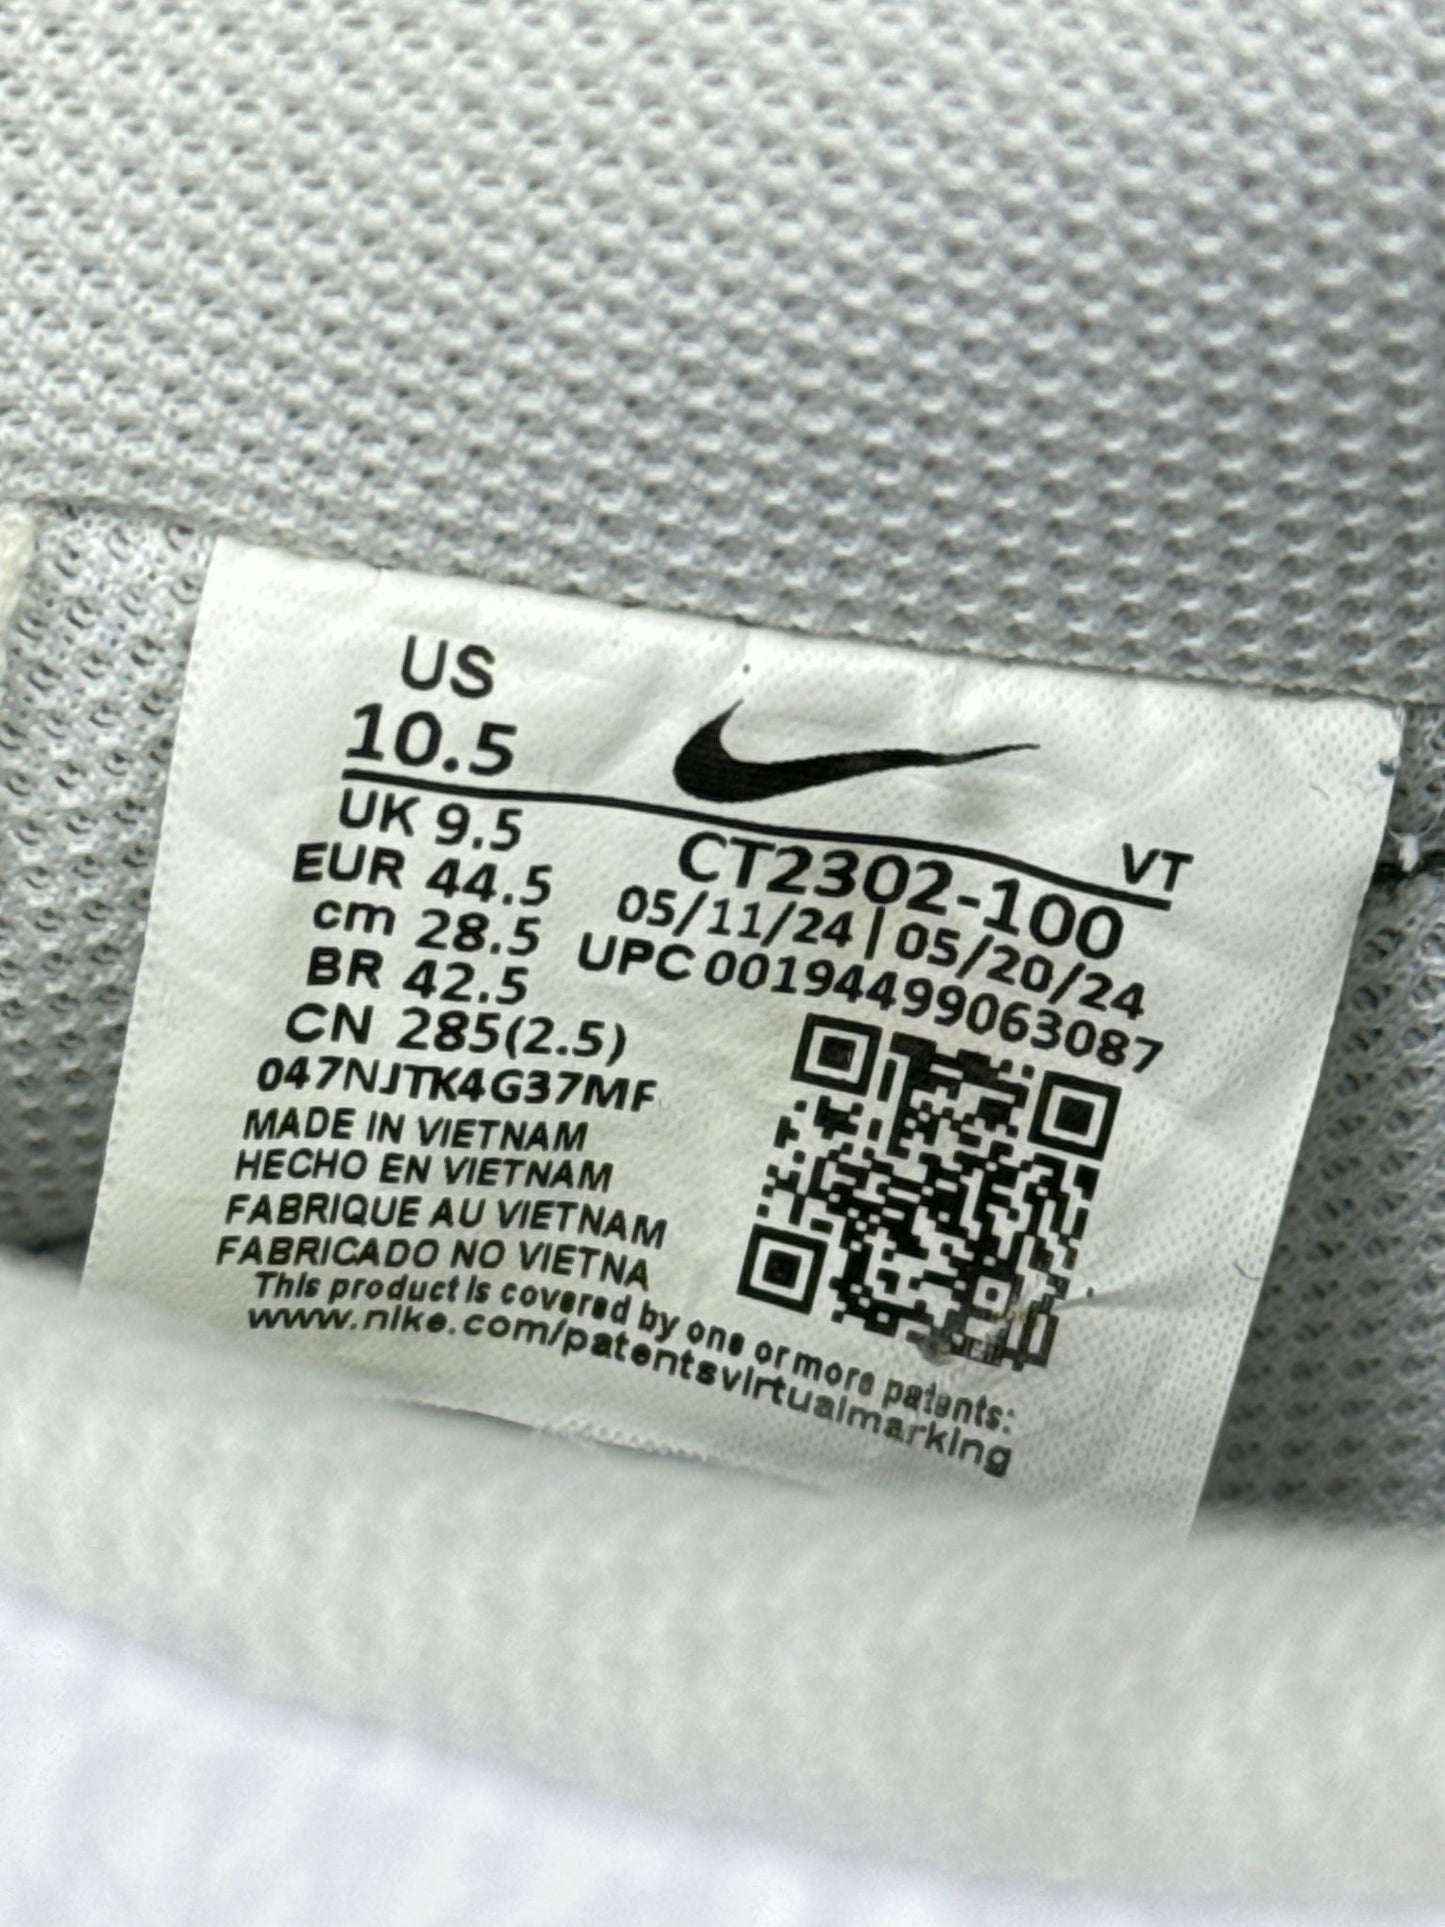 US
10.5
UK 9.5
EUR 44.5
cm 28.5
BR 42.5
CN 285(2.5)
047NJTK4G37MF
MADE IN VIETNAM
HECHO EN VIETNAM
FABRIQUE AU VIETNAM
FABRICADO NO VIETNA
VT
CT2302-100
05/11/24 | 05/20/24
UPC 00194499063087
This product is covered by one or more patents:
www.nike.com/patentsvirtualmarking